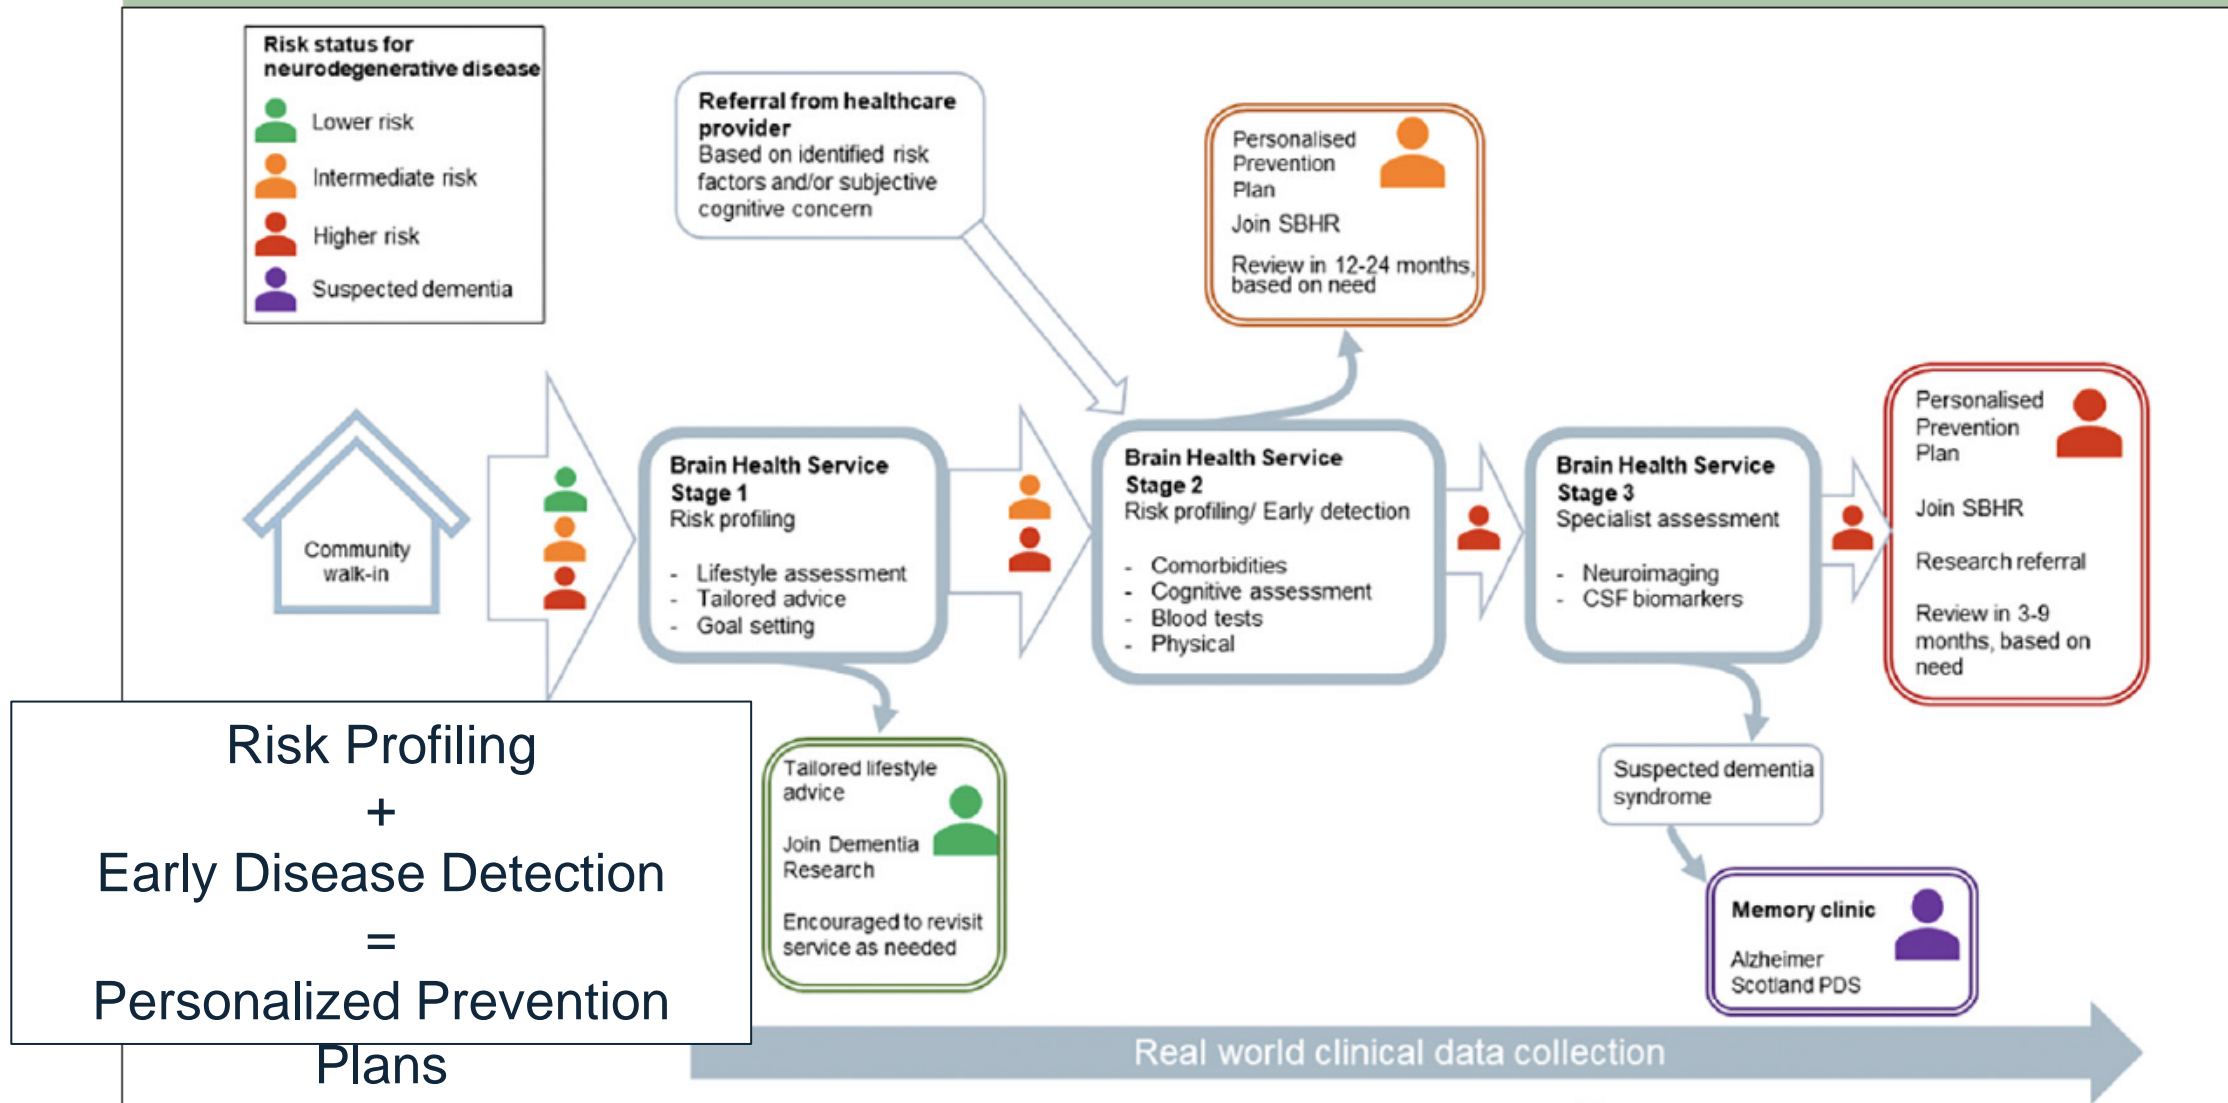 Risk status for
neurodegenerative disease
Lower risk
Intermediate risk
Higher risk
Suspected dementia
Referral from healthcare
provider
Based on identified risk
factors and/or subjective
cognitive concern
Personalised
Prevention
Plan
Join SBHR
Review in 12-24 months,
based on need
Community
walk-in
Brain Health Service
Stage 1
Risk profiling
- Lifestyle assessment
- Tailored advice
- Goal setting
Brain Health Service
Stage 2
Risk profiling/ Early detection
- Comorbidities
- Cognitive assessment
- Blood tests
- Physical
Brain Health Service
Stage 3
Specialist assessment
- Neuroimaging
- CSF biomarkers
Personalised
Prevention
Plan
Join SBHR
Research referral
Review in 3-9
months, based on
need
Tailored lifestyle
advice
Join Dementia
Research
Encouraged to revisit
service as needed
Suspected dementia
syndrome
Memory clinic
Alzheimer
Scotland PDS
Risk Profiling
+
Early Disease Detection
=
Personalized Prevention
Plans
Real world clinical data collection